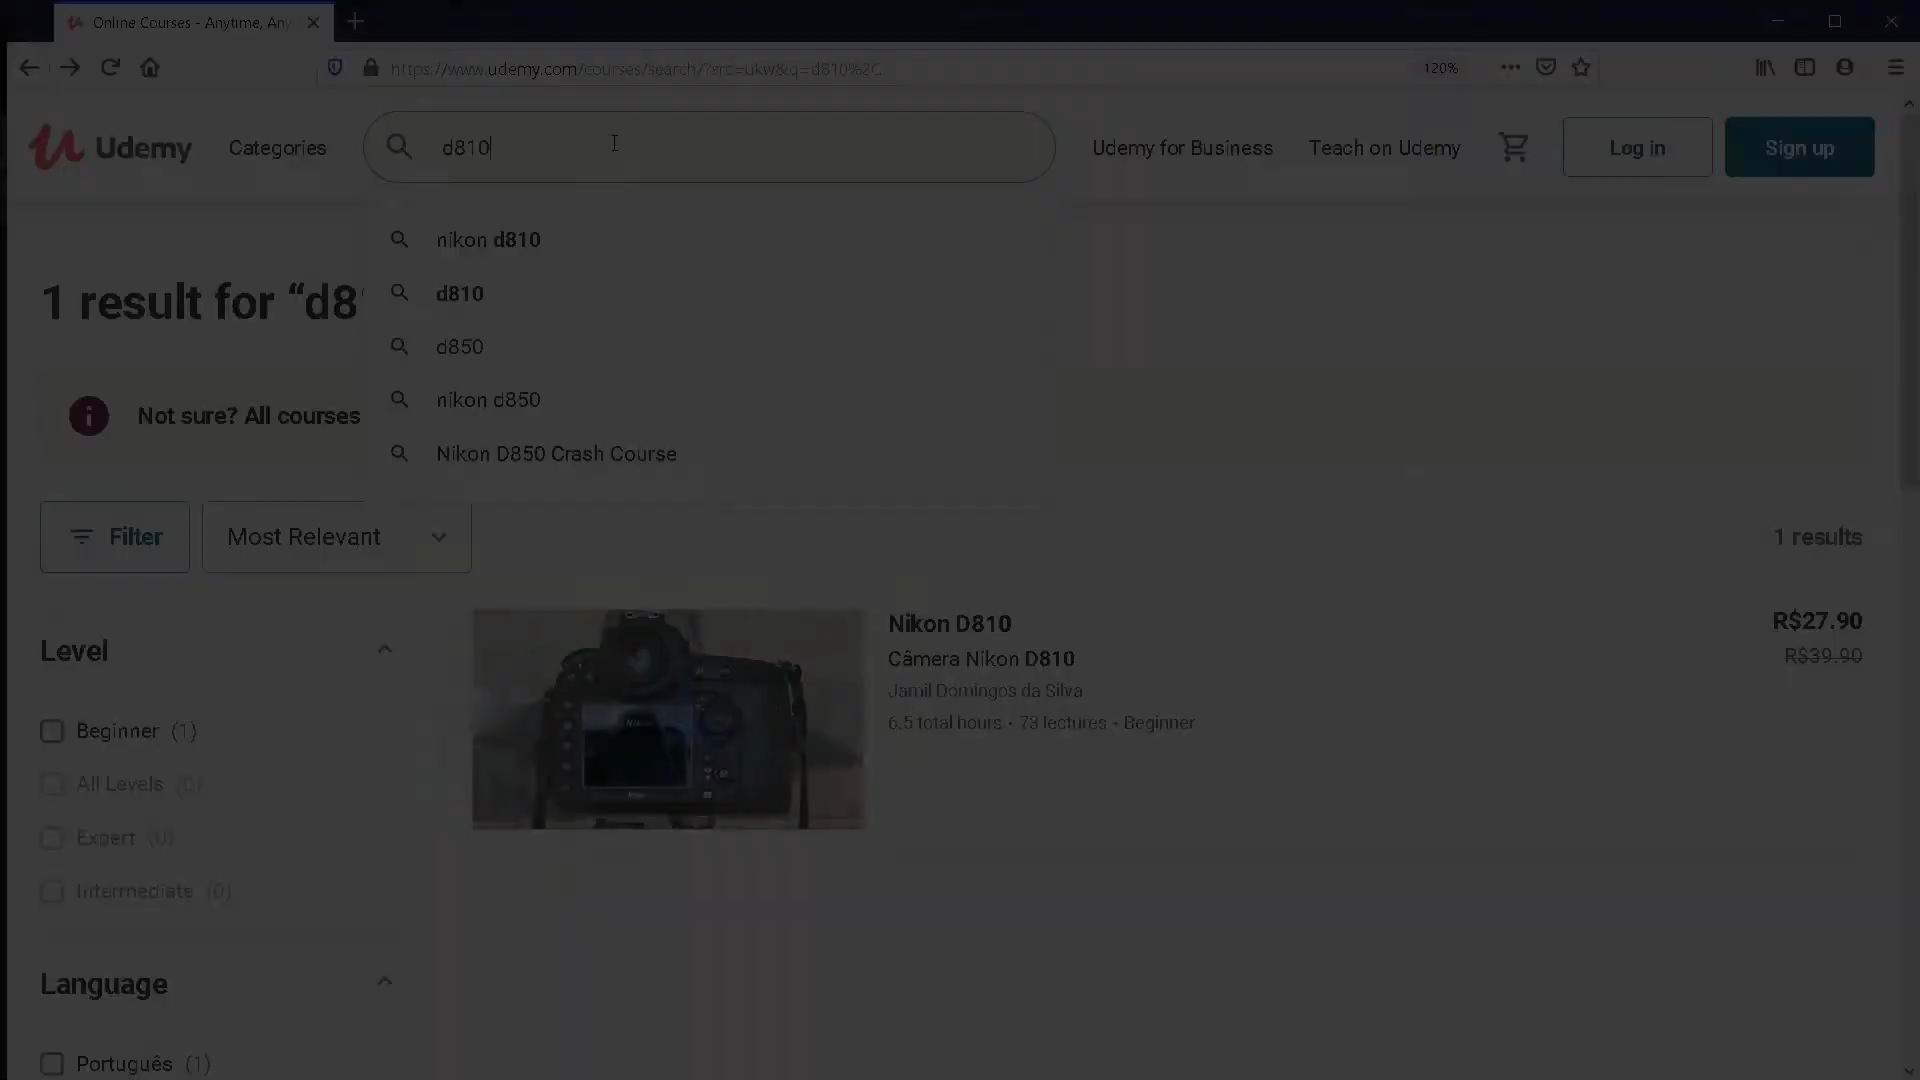 Online Courses - Anytime, Any
https://www.udemy.com/courses/search/?src=ukw&q=d810%2C
120%
Udemy
Categories
d810
Udemy for Business
Teach on Udemy
Log in
Sign up
nikon d810
d810
d850
nikon d850
Nikon D850 Crash Course
1 result for “d8
Not sure? All courses
Filter
Most Relevant
1 results
Level
Beginner (1)
All Levels (0)
Expert (0)
Intermediate (0)
Language
Português (1)
Nikon D810
Câmera Nikon D810
Jamil Domingos da Silva
6.5 total hours • 73 lectures • Beginner
R$27.90
R$39.90